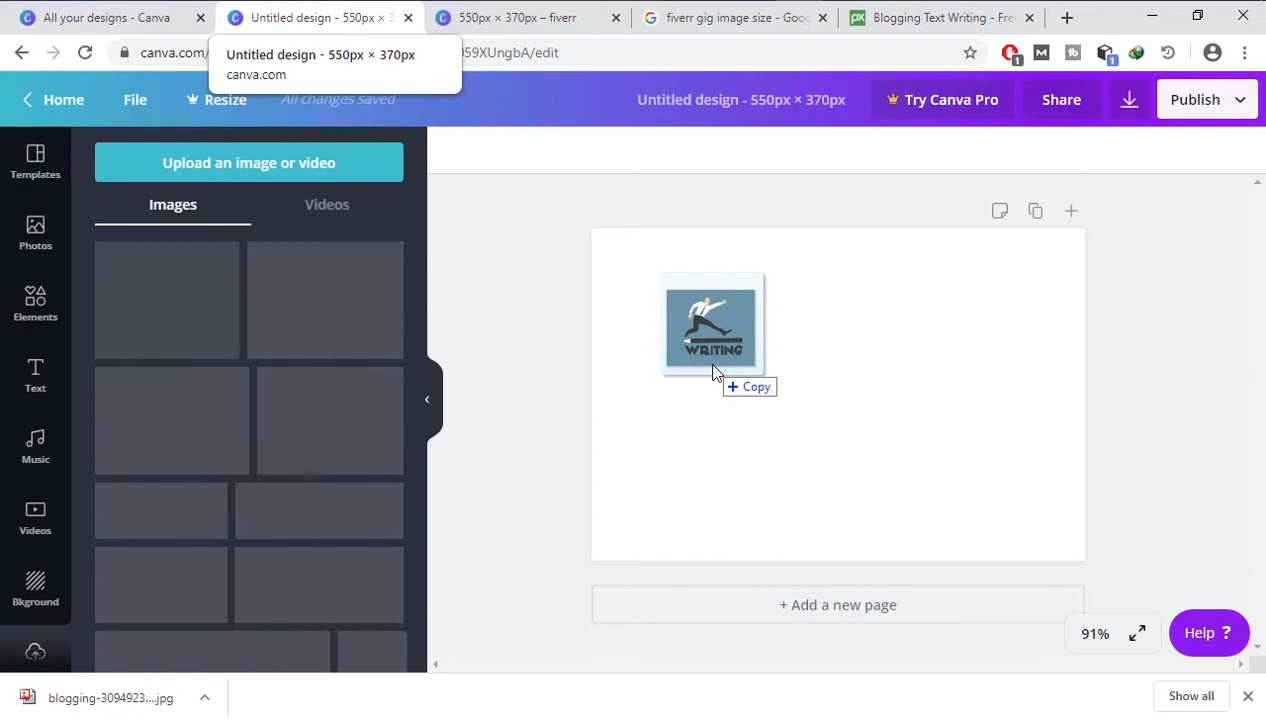 All your designs - Canva
Untitled design - 550px × 3
550px × 370px – fiverr
fiverr gig image size - Goo
Blogging Text Writing - Fre
canva.com/
059XUngbA/edit
1
1
Untitled design - 550px × 370px
canva.com
Home
File
Resize
All changes saved
Untitled design - 550px × 370px
Try Canva Pro
Share
Publish
Templates
Photos
Elements
Text
Music
Videos
Bkground
Upload an image or video
Images
Videos
WRITING
Copy
+ Add a new page
91%
Help ?
blogging-3094923....jpg
Show all